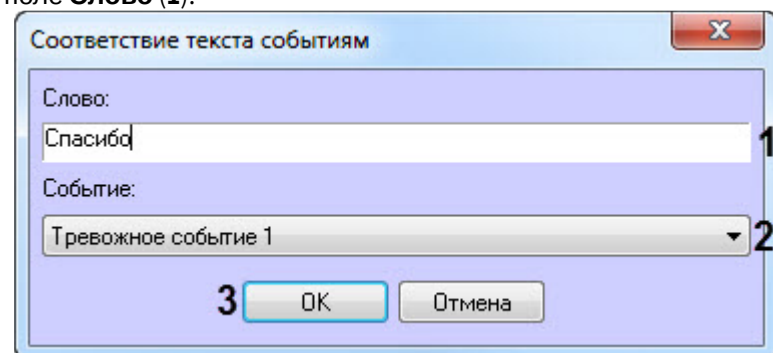 поле Слово (1).
Соответствие текста событиям
Слово:
Спасибо
1
Событие:
Тревожное событие 1
2
3 OK Отмена